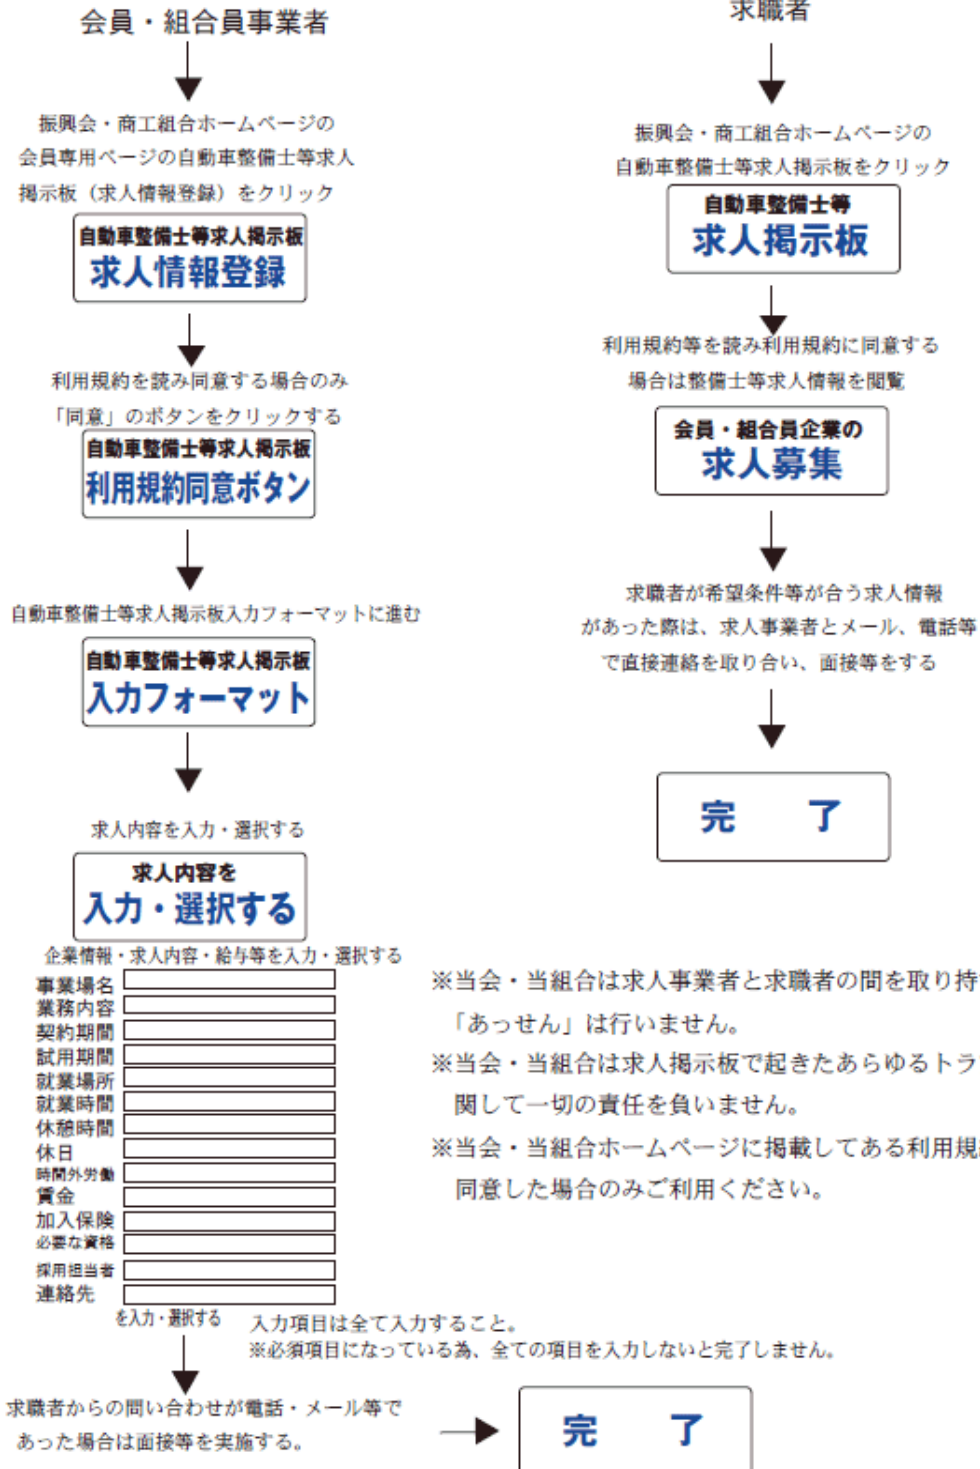 会員・組合員事業者
振興会・商工組合ホームページの
会員専用ページの自動車整備士等求人
掲示板（求人情報登録）をクリック
自動車整備士等求人掲示板
求人情報登録
利用規約を読み同意する場合のみ
「同意」のボタンをクリックする
自動車整備士等求人掲示板
利用規約同意ボタン
自動車整備士等求人掲示板入力フォーマットに進む
自動車整備士等求人掲示板
入力フォーマット
求人内容を入力・選択する
求人内容を
入力・選択する
企業情報・求人内容・給与等を入力・選択する
事業場名
業務内容
契約期間
試用期間
就業場所
就業時間
休憩時間
休日
時間外労働
賃金
加入保険
必要な資格
採用担当者
連絡先
を入力・選択する
入力項目は全て入力すること。
※必須項目になっている為、全ての項目を入力しないと完了しません。
求職者からの問い合わせが電話・メール等で
あった場合は面接等を実施する。
完　了
求職者
振興会・商工組合ホームページの
自動車整備士等求人掲示板をクリック
自動車整備士等
求人掲示板
利用規約等を読み利用規約に同意する
場合は整備士等求人情報を閲覧
会員・組合員企業の
求人募集
求職者が希望条件等が合う求人情報
があった際は、求人事業者とメール、電話等
で直接連絡を取り合い、面接等をする
完　了
※当会・当組合は求人事業者と求職者の間を取り持
「あっせん」は行いません。
※当会・当組合は求人掲示板で起きたあらゆるトラ
関して一切の責任を負いません。
※当会・当組合ホームページに掲載してある利用規
同意した場合のみご利用ください。